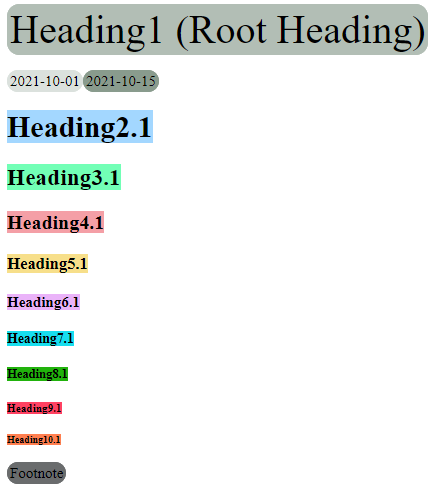 Heading1 (Root Heading)
2021-10-01 2021-10-15
Heading2.1
Heading3.1
Heading4.1
Heading5.1
Heading6.1
Heading7.1
Heading8.1
Heading9.1
Heading10.1
Footnote